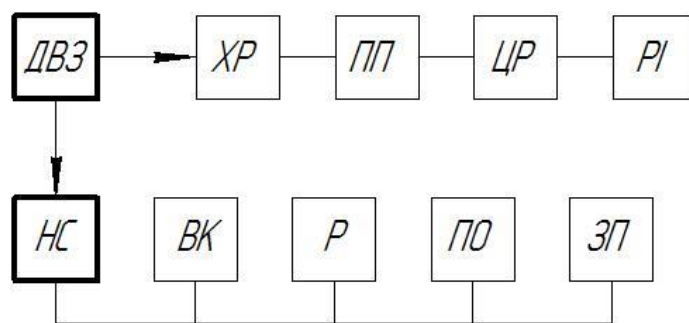 ДВЗ ХР ПП ЦР РІ
НС ВК Р ПО ЗП